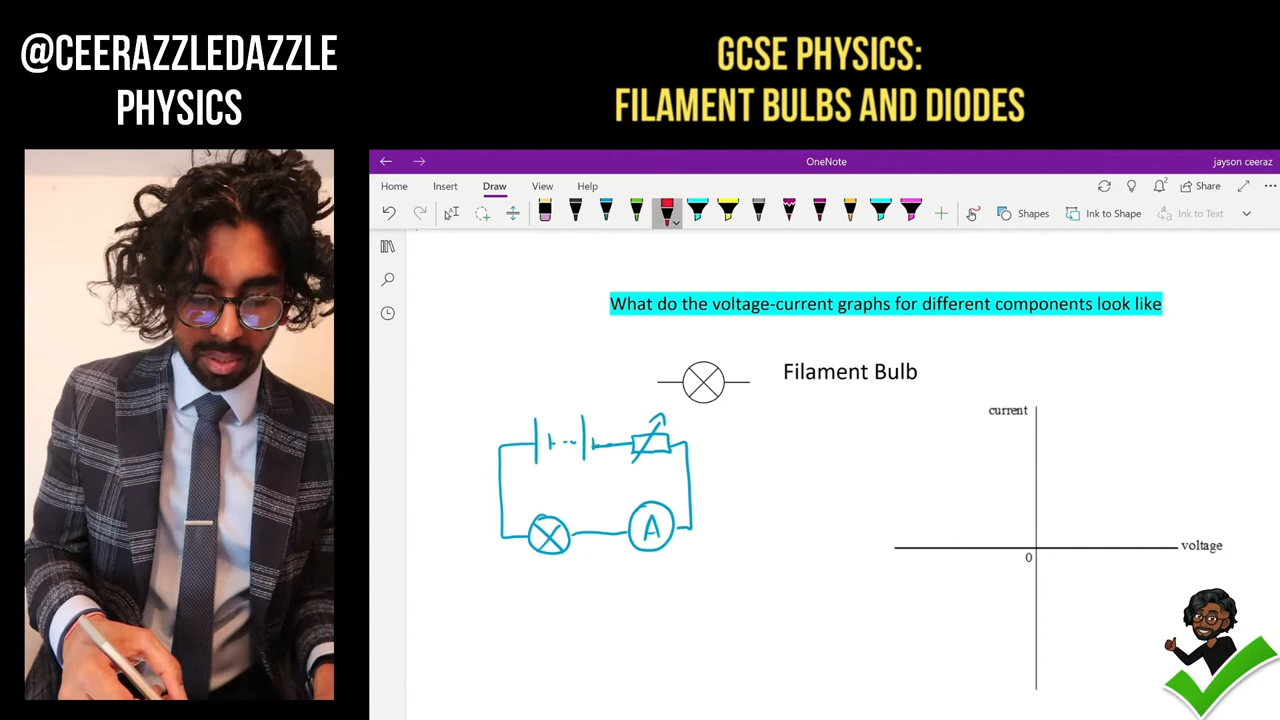 @CEERAZZLEDAZZLE
PHYSICS
GCSE PHYSICS:
FILAMENT BULBS AND DIODES
OneNote
jayson ceeraz
Home Insert Draw View Help
2
Share
Shapes
Ink to Shape
Ink to Text
What do the voltage-current graphs for different components look like
Filament Bulb
current
A
voltage
0